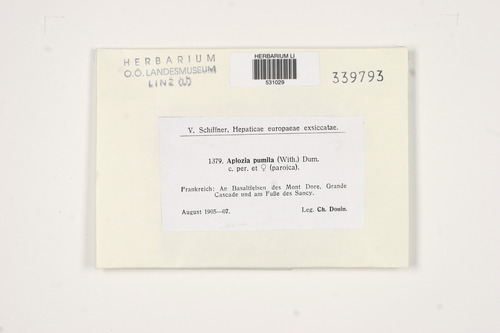 HERBARIUM
O.Ö. LANDESMUSEUM
LINZ
HERBARIUM LI
531029
339793
V. Schiffner, Hepaticae europaeae exsiccatae.
1379. Aplozia pumila (With.) Dum.
c. per. et ♀ (paroica).
Frankreich: An Basaltfelsen des Mont Dore, Grande
Cascade und am Fuße des Sancy.
August 1905—07.
Leg. Ch. Douin.